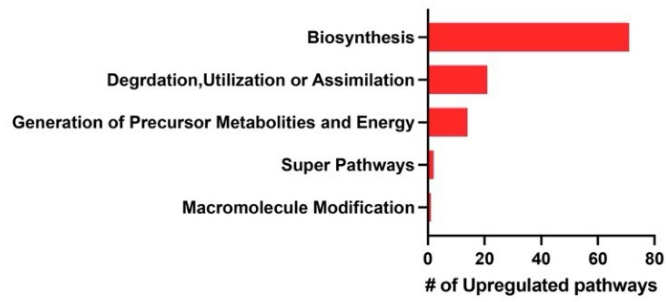 Biosynthesis
Degrdation,Utilization or Assimilation
Generation of Precursor Metabolities and Energy
Super Pathways
Macromolecule Modification
0 20 40 60 80
# of Upregulated pathways